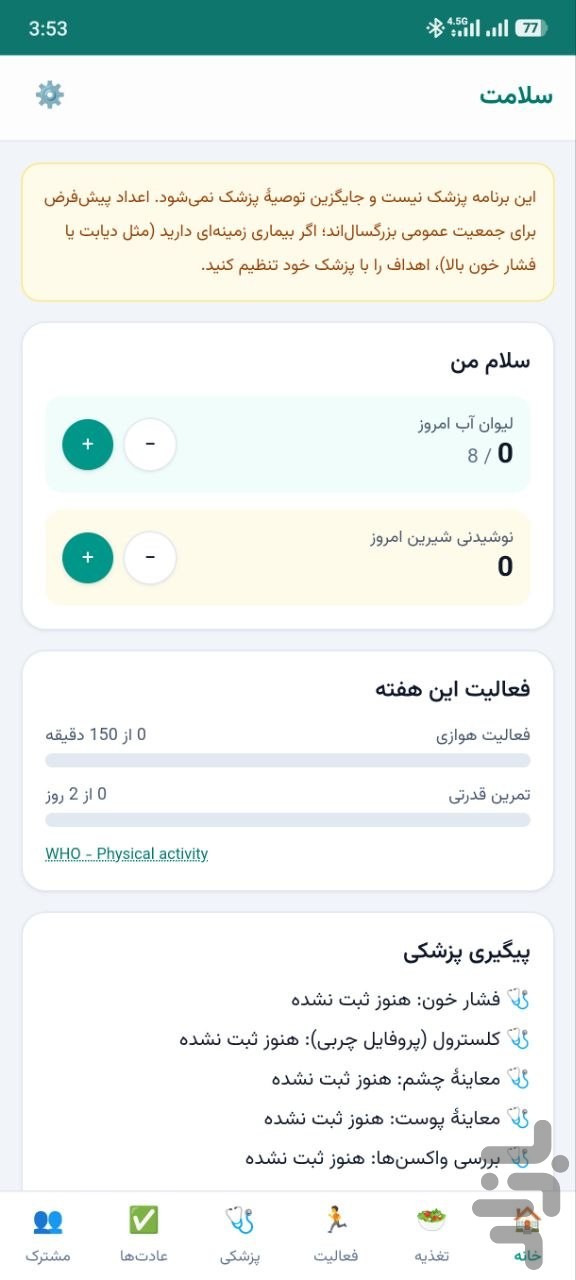 3:53
4.5G 77
سلامت
این برنامه پزشک نیست و جایگزین توصیهٔ پزشک نمی‌شود. اعداد پیش‌فرض
برای جمعیت عمومی بزرگسال‌اند؛ اگر بیماری زمینه‌ای دارید (مثل دیابت یا
فشار خون بالا)، اهداف را با پزشک خود تنظیم کنید.
سلام من
لیوان آب امروز
0 / 8
− +
نوشیدنی شیرین امروز
0
− +
فعالیت این هفته
فعالیت هوازی 0 از 150 دقیقه
تمرین قدرتی 0 از 2 روز
WHO – Physical activity
پیگیری پزشکی
فشار خون: هنوز ثبت نشده
کلسترول (پروفایل چربی): هنوز ثبت نشده
معاینهٔ چشم: هنوز ثبت نشده
معاینهٔ پوست: هنوز ثبت نشده
بررسی واکسن‌ها: هنوز ثبت نشده
خانه تغذیه فعالیت پزشکی عادت‌ها مشترک